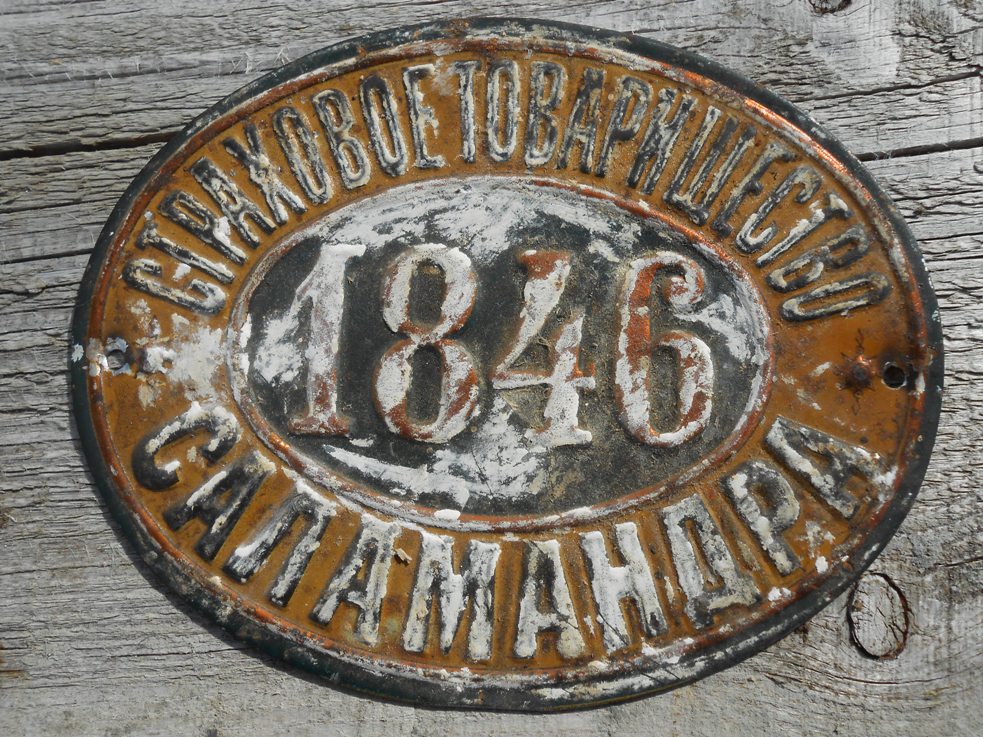 СТРАХОВОЕ ТОВАРИЩЕСТВО
1846
САЛАМАНДРА